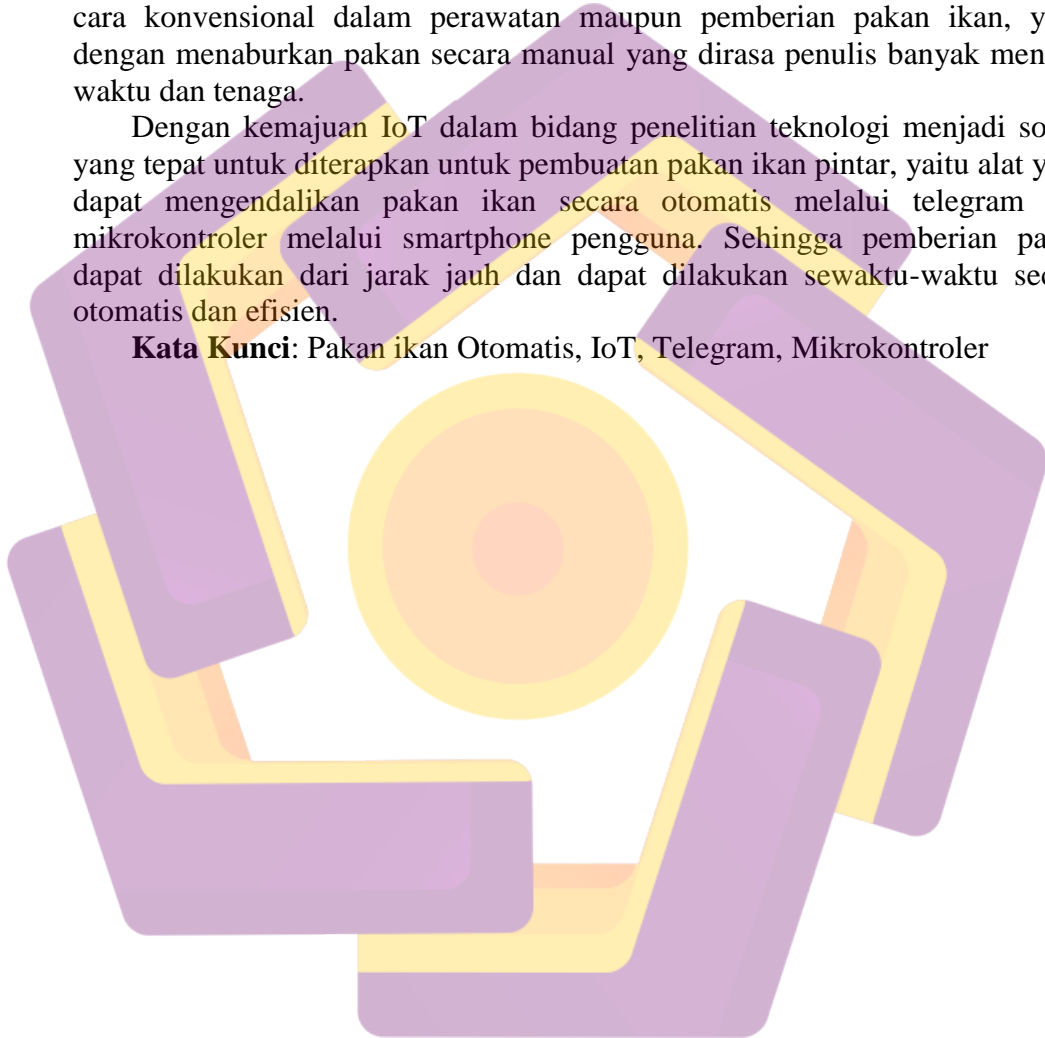 cara konvensional dalam perawatan maupun pemberian pakan ikan, y
dengan menaburkan pakan secara manual yang dirasa penulis banyak men
waktu dan tenaga.
Dengan kemajuan IoT dalam bidang penelitian teknologi menjadi so
yang tepat untuk diterapkan untuk pembuatan pakan ikan pintar, yaitu alat y
dapat mengendalikan pakan ikan secara otomatis melalui telegram
mikrokontroler melalui smartphone pengguna. Sehingga pemberian pa
dapat dilakukan dari jarak jauh dan dapat dilakukan sewaktu-waktu sec
otomatis dan efisien.
Kata Kunci: Pakan ikan Otomatis, IoT, Telegram, Mikrokontroler